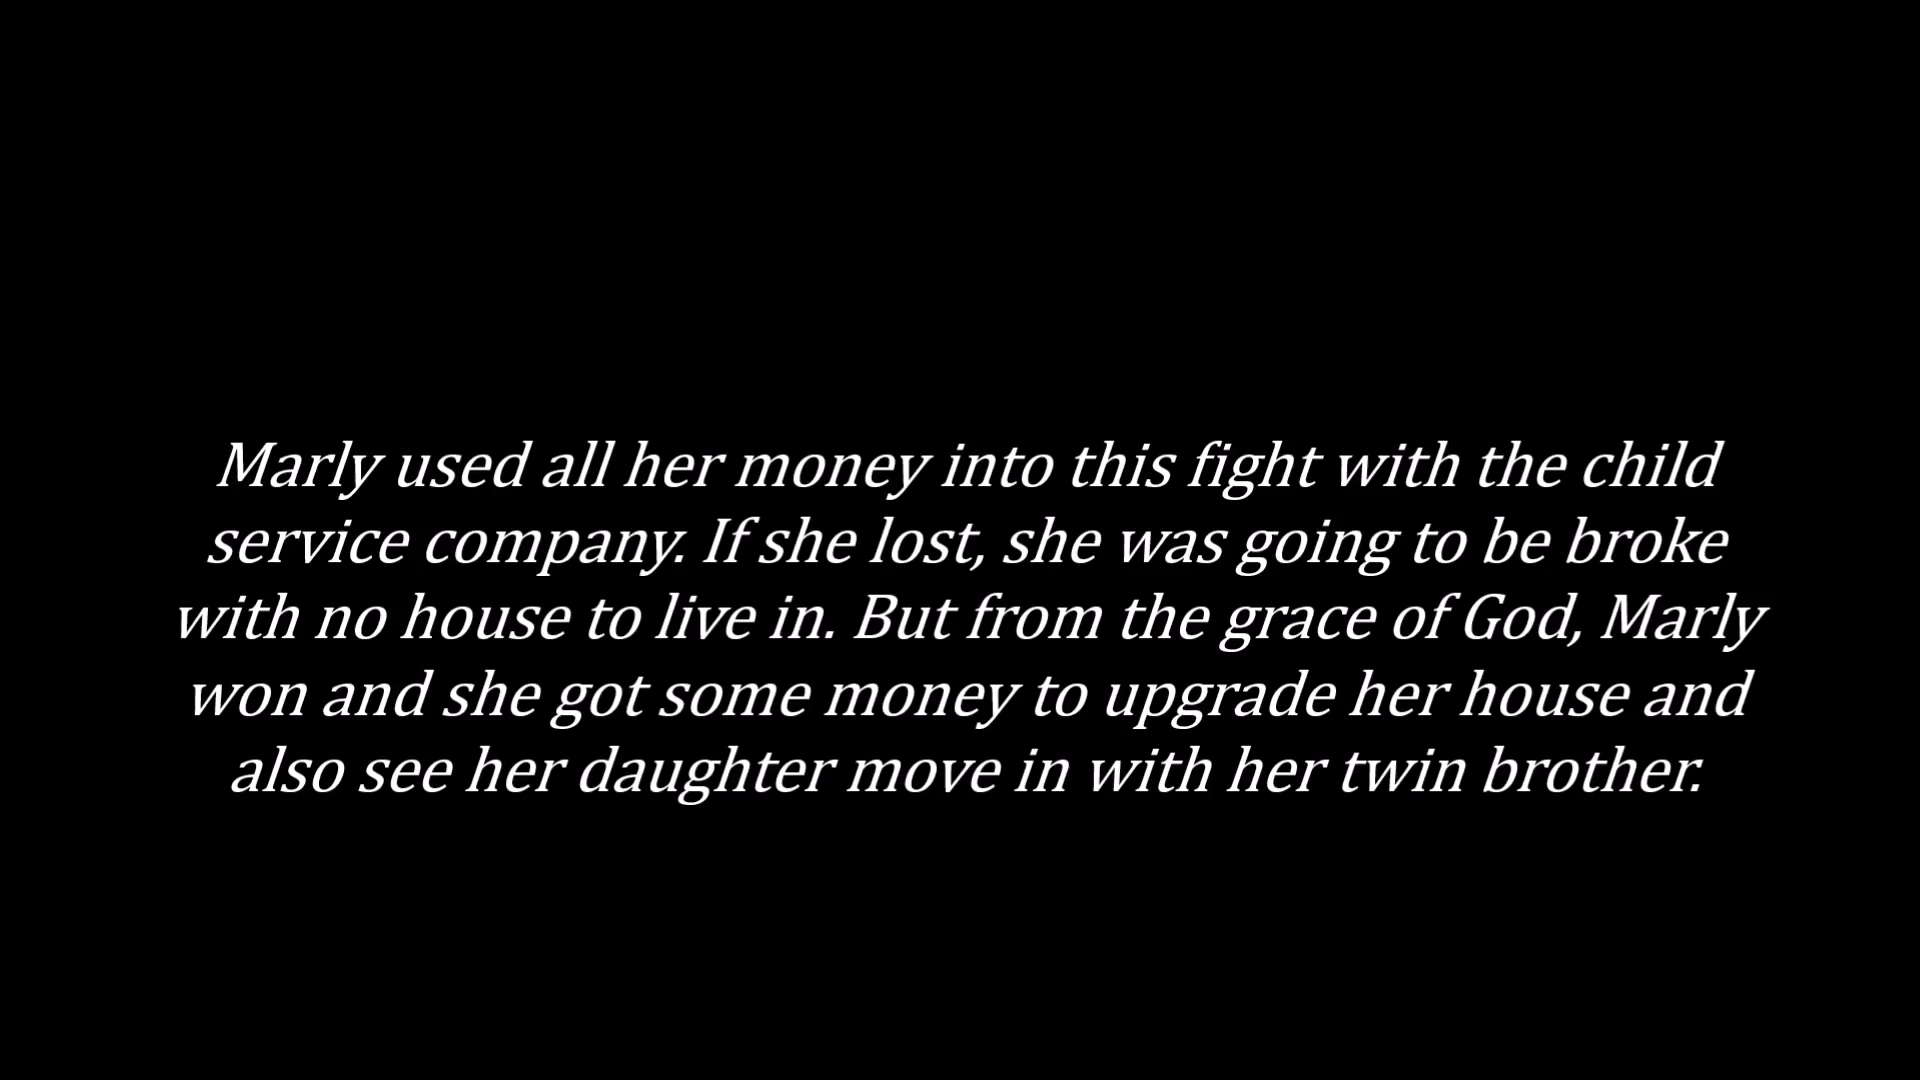 Marly used all her money into this fight with the child
service company. If she lost, she was going to be broke
with no house to live in. But from the grace of God, Marly
won and she got some money to upgrade her house and
also see her daughter move in with her twin brother.